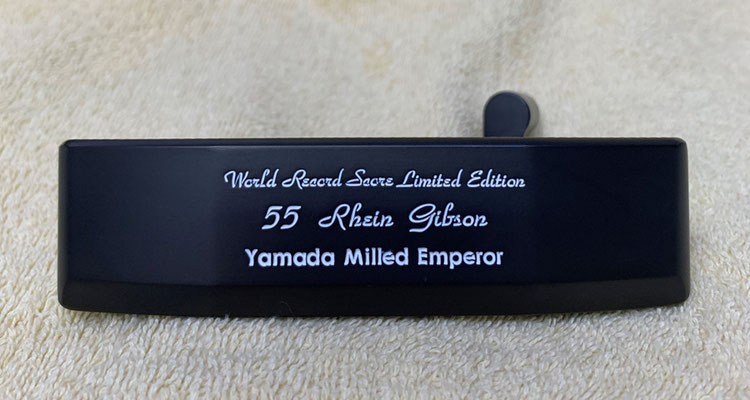 World Record Score Limited Edition
55 Rhein Gibson
Yamada Milled Emperor